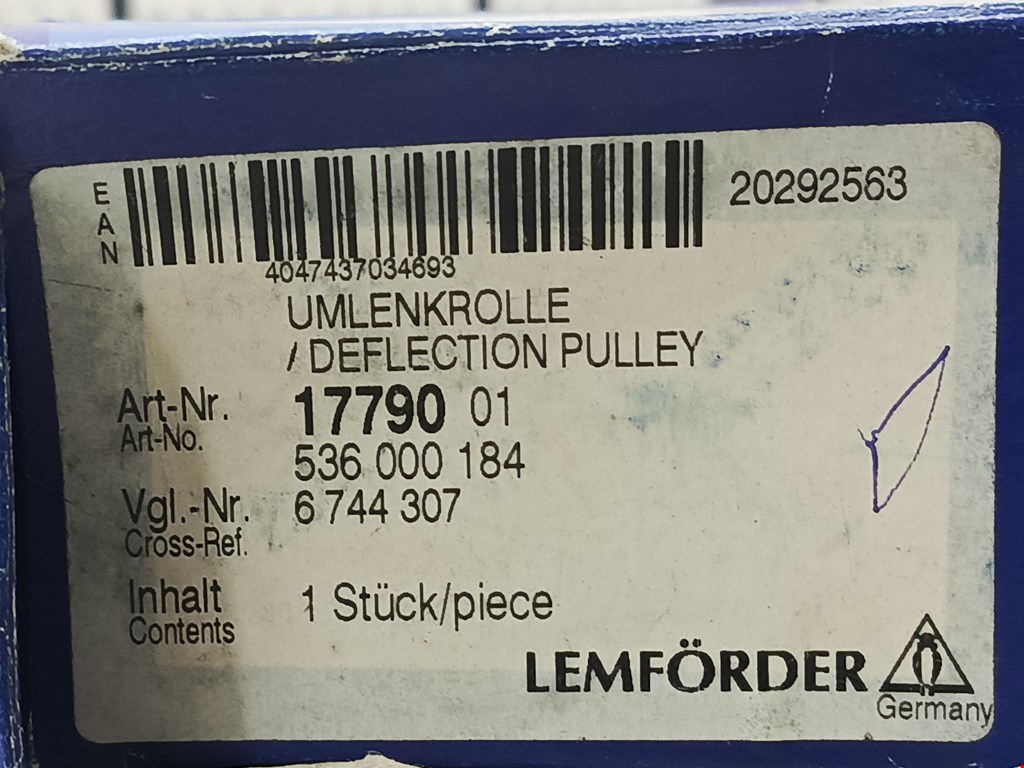 EAN
20292563
4047437034693
UMLENKROLLE
/ DEFLECTION PULLEY
Art-Nr. 17790 01
Art-No.
536 000 184
Vgl.-Nr. 6 744 307
Cross-Ref.
Inhalt 1 Stück/piece
Contents
LEMFÖRDER
Germany